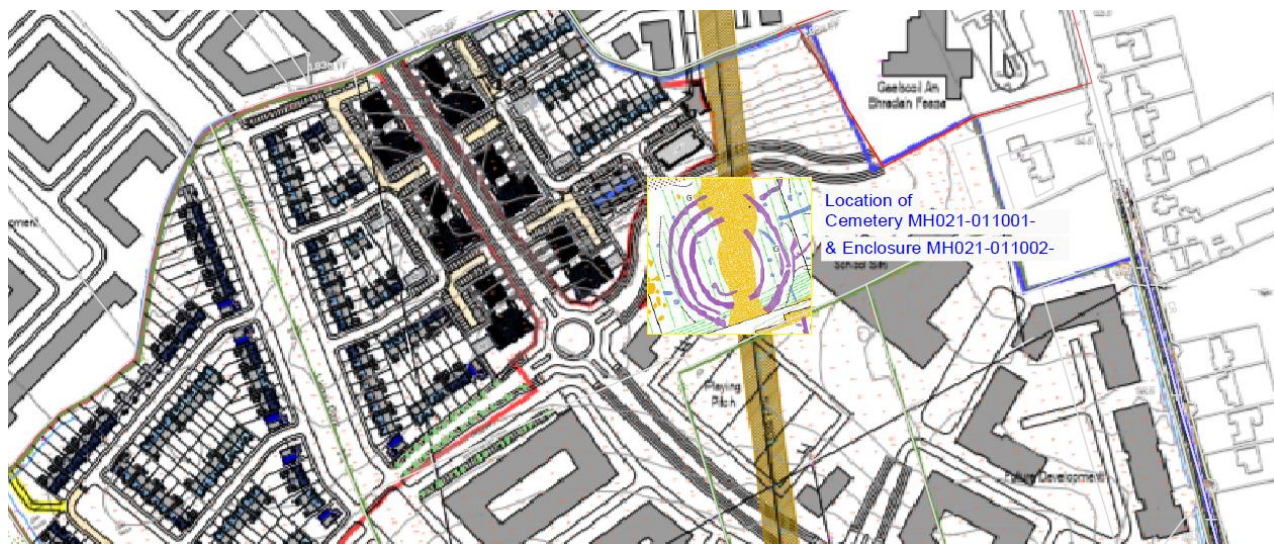 Gaelscoil An
Bhradáin Feasa
Location of
Cemetery MH021-011001-
& Enclosure MH021-011002-
School Site
Playing
Pitch
Future Development